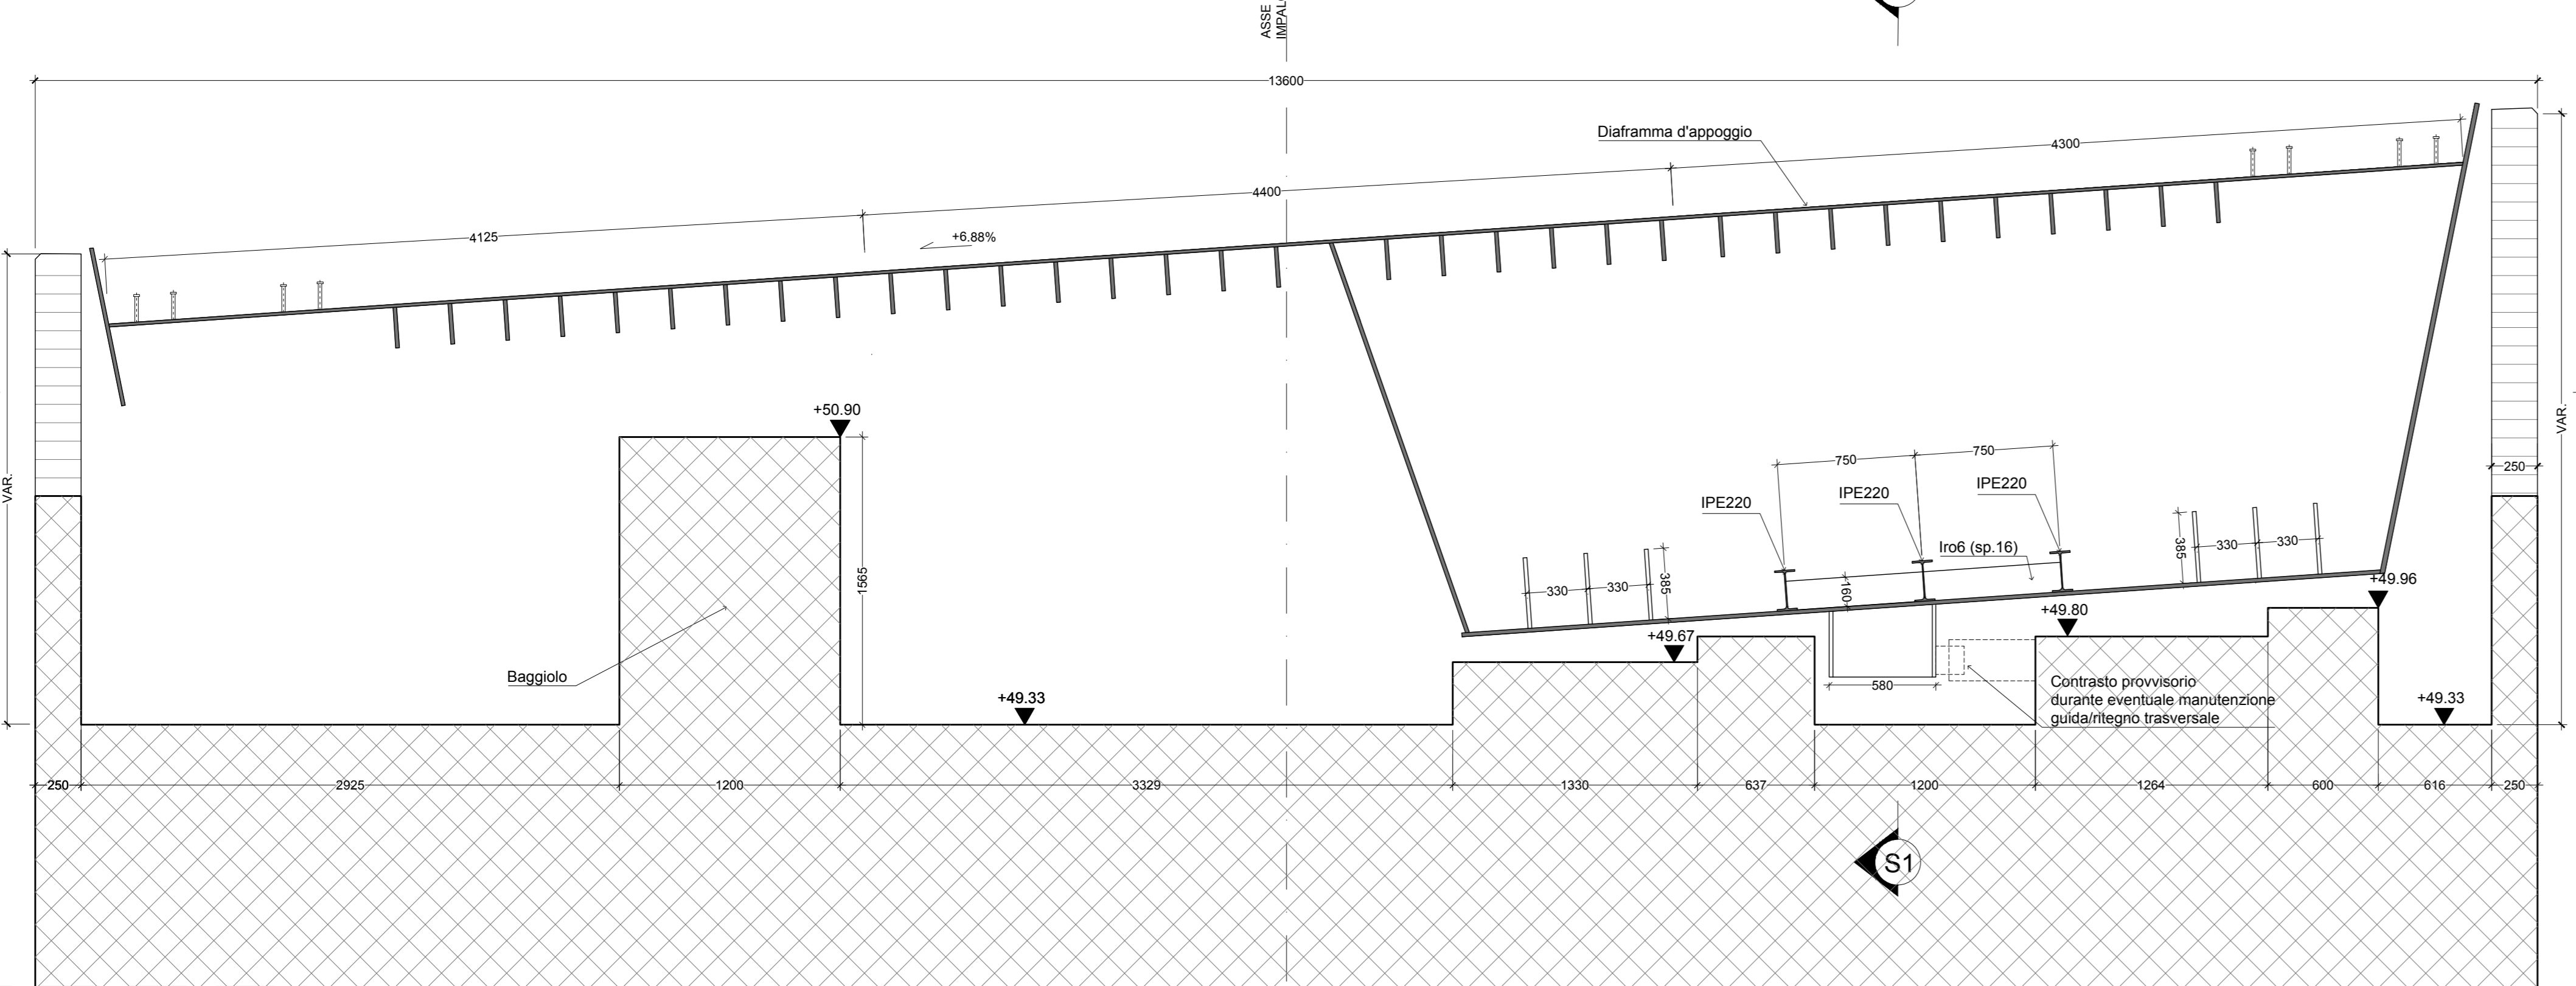 ASSE
IMPALC
13600
Diaframma d'appoggio
4300
4400
4125
+6.88%
VAR.
VAR.
+50.90
1565
750
750
250
IPE220
IPE220
IPE220
Iro6 (sp.16)
160
385
330
330
385
330
330
+49.96
+49.80
+49.67
Baggiolo
580
Contrasto provvisorio
durante eventuale manutenzione
guida/ritegno trasversale
+49.33
+49.33
250
2925
1200
3329
1330
637
1200
1264
600
616
250
S1